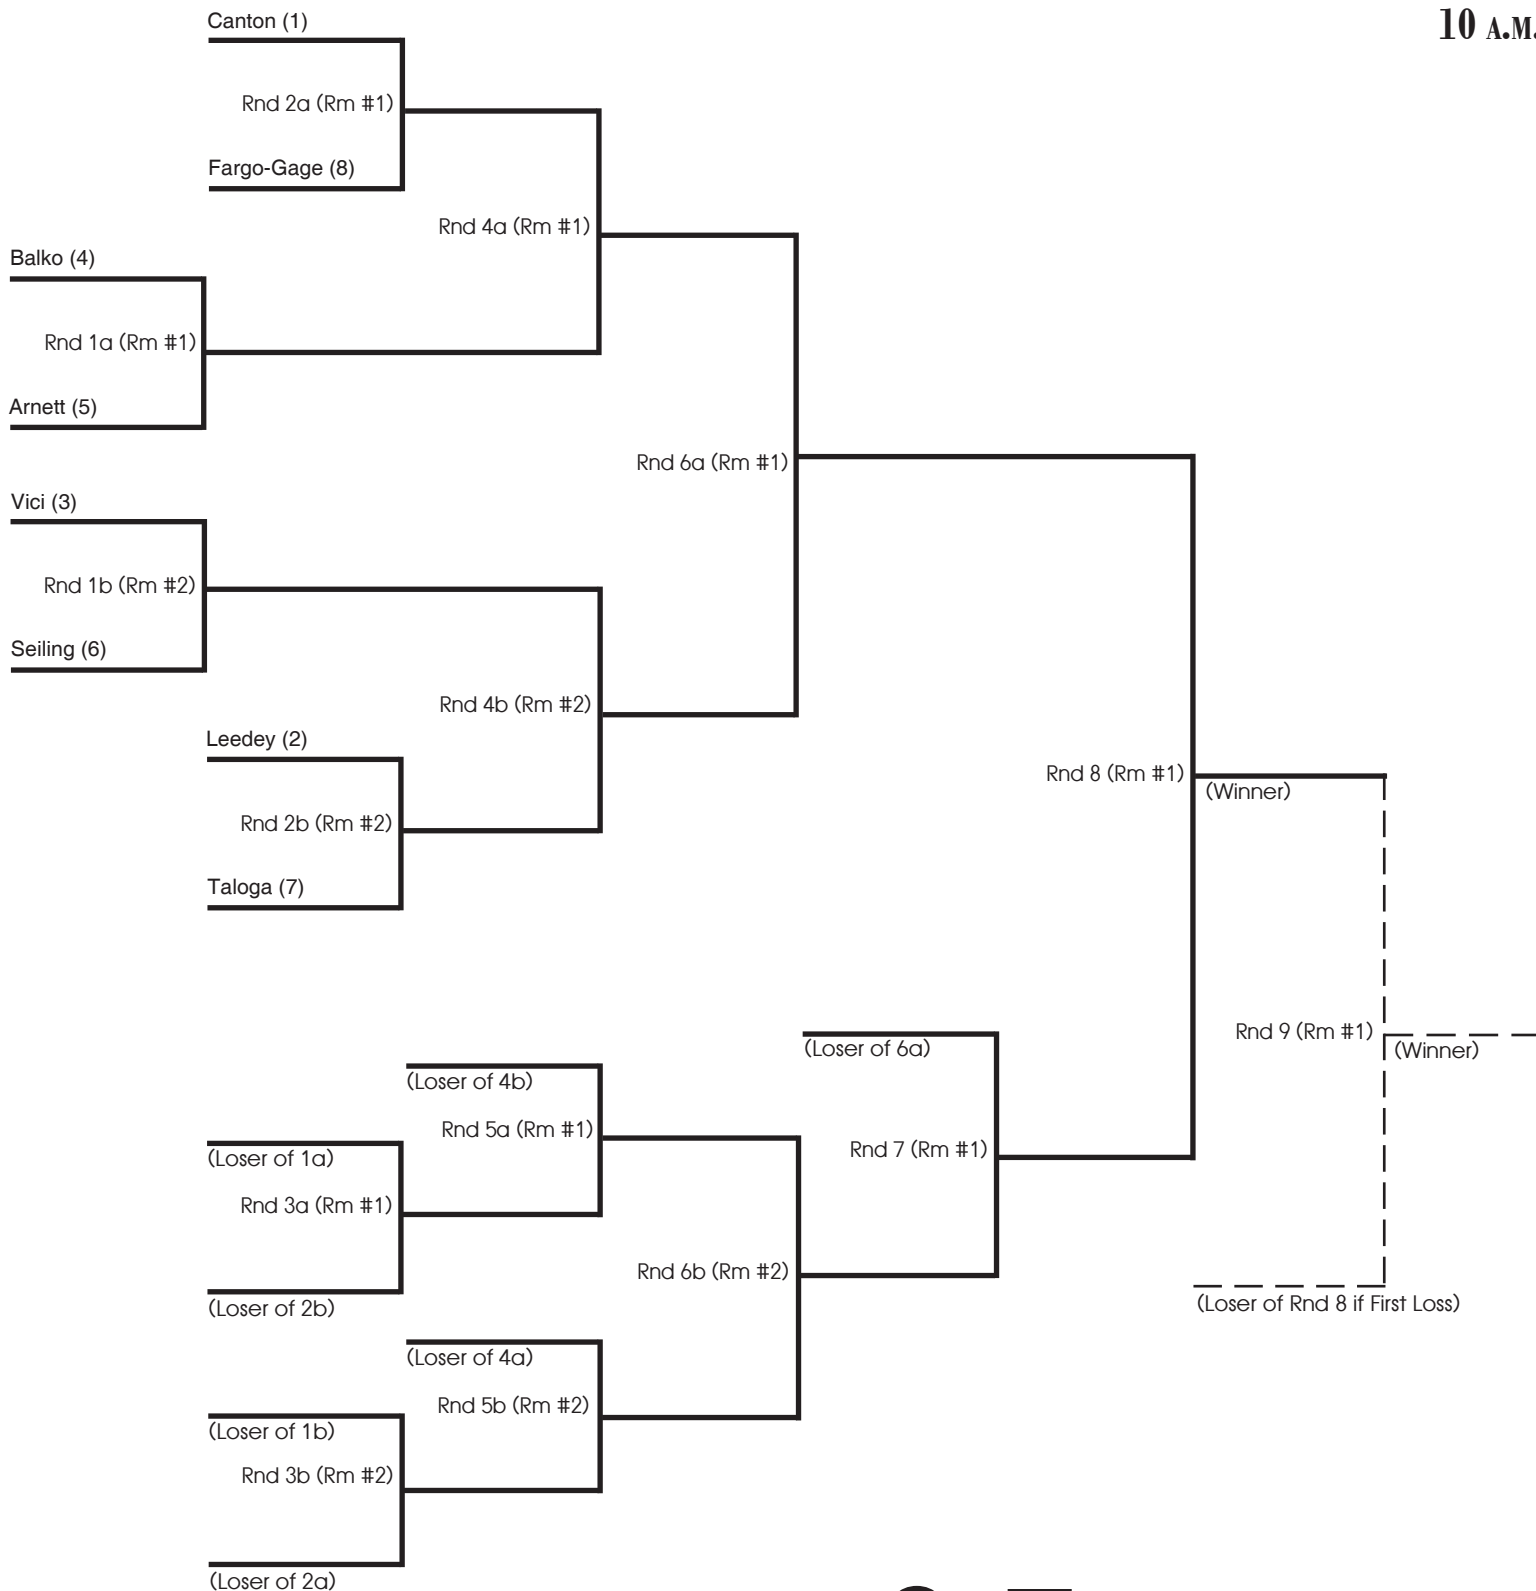 Canton (1)
10 A.M.
Rnd 2a (Rm #1)
Fargo-Gage (8)
Rnd 4a (Rm #1)
Balko (4)
Rnd 1a (Rm #1)
Arnett (5)
Rnd 6a (Rm #1)
Vici (3)
Rnd 1b (Rm #2)
Seiling (6)
Rnd 4b (Rm #2)
Leedey (2)
Rnd 8 (Rm #1)
(Winner)
Rnd 2b (Rm #2)
Taloga (7)
Rnd 9 (Rm #1)
(Winner)
(Loser of 6a)
(Loser of 4b)
Rnd 5a (Rm #1)
Rnd 7 (Rm #1)
(Loser of 1a)
Rnd 3a (Rm #1)
Rnd 6b (Rm #2)
(Loser of 2b)
(Loser of Rnd 8 if First Loss)
(Loser of 4a)
Rnd 5b (Rm #2)
(Loser of 1b)
Rnd 3b (Rm #2)
(Loser of 2a)